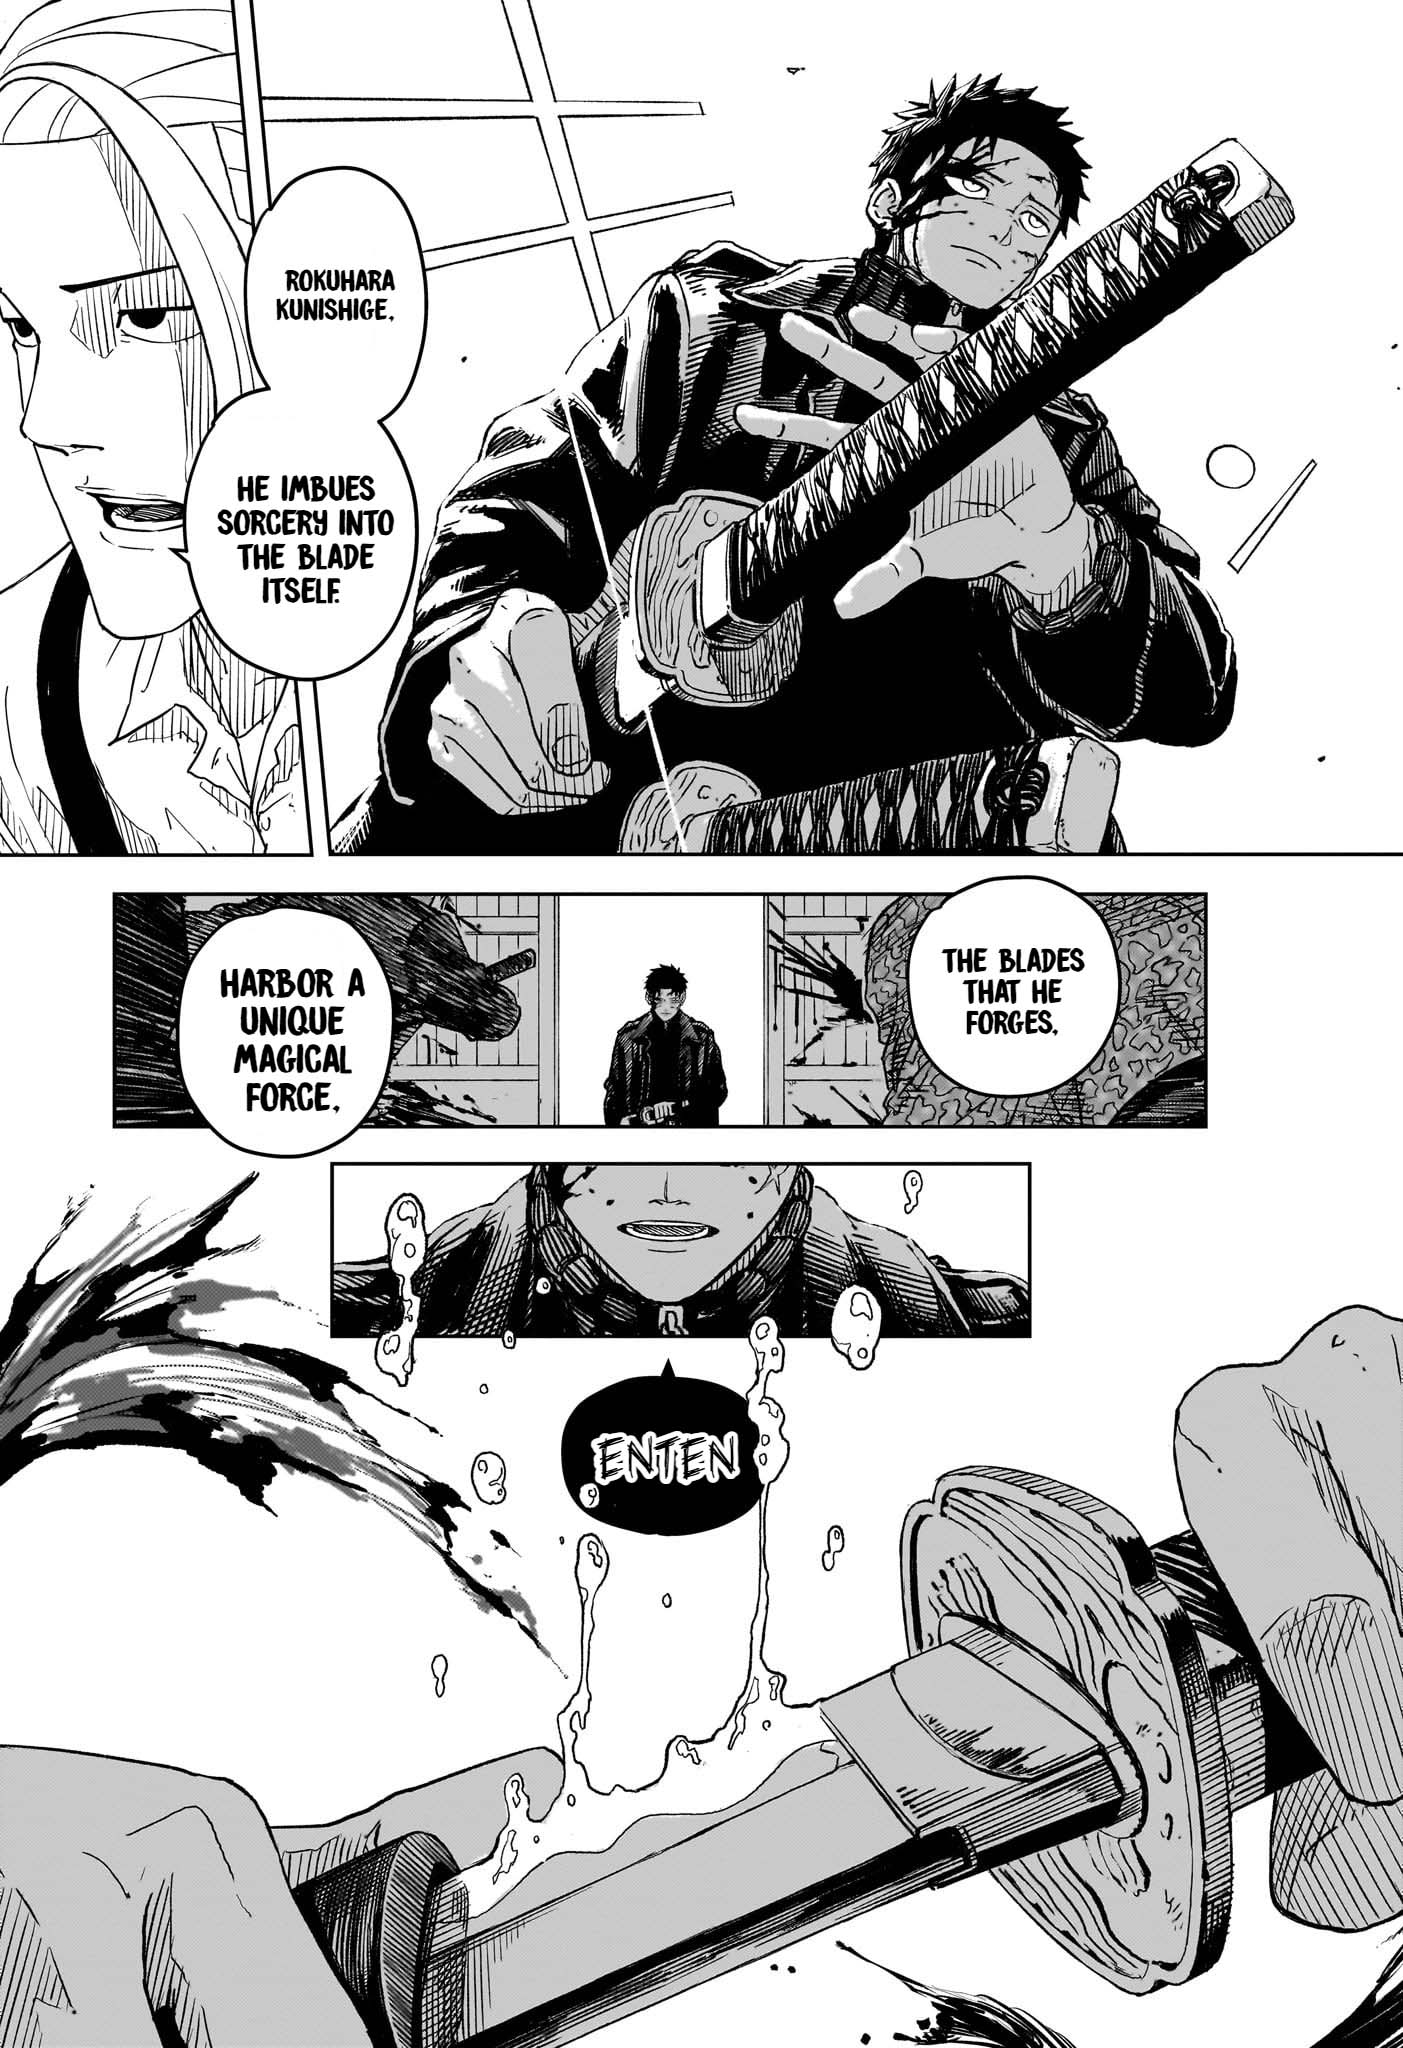 ROKUHARA
KUNISHIGE,
HE IMBUES
SORCERY INTO
THE BLADE
ITSELF.
THE BLADES
THAT HE
FORGES,
HARBOR A
UNIQUE
MAGICAL
FORCE,
ENTEN